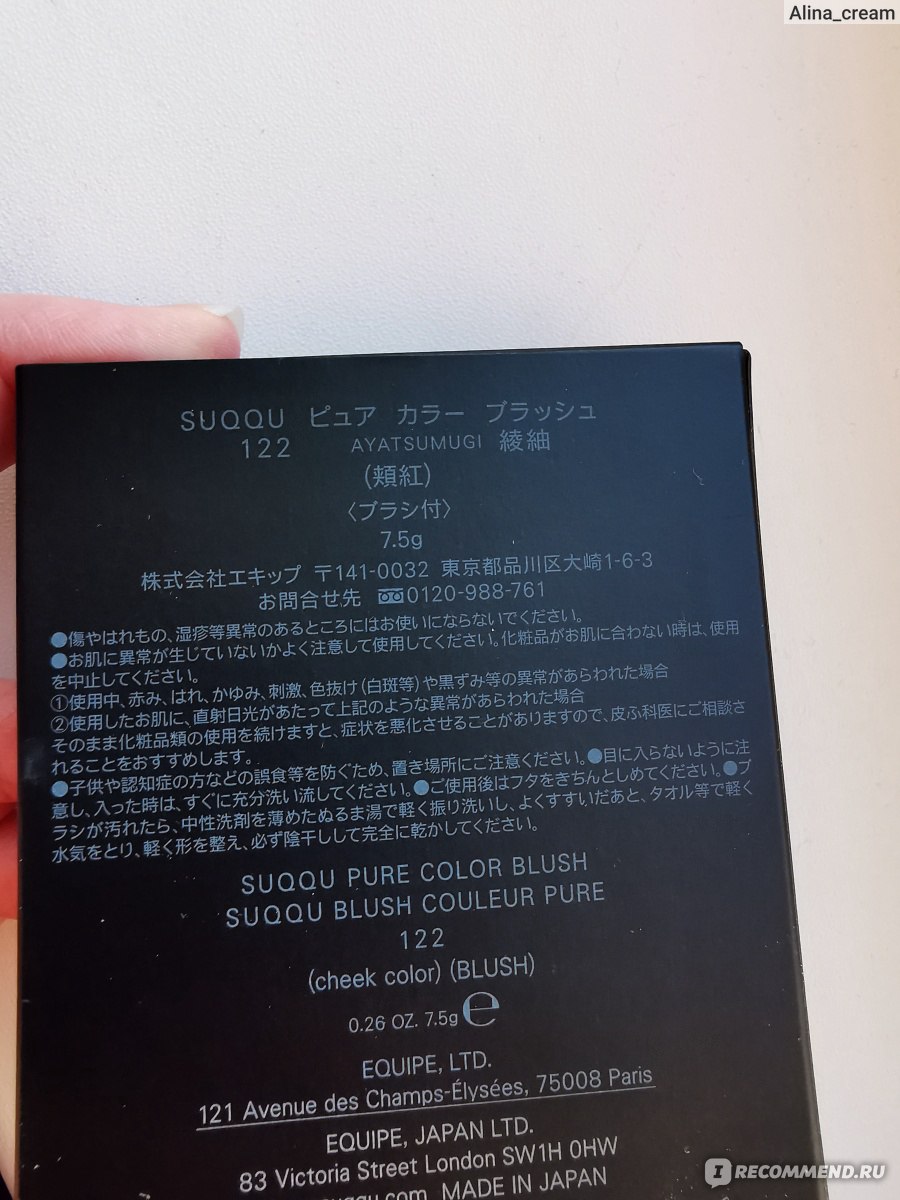 Alina_cream
SUQQU ピュア カラー ブラッシュ
122 AYATSUMUGI 綾紬
(頬紅)
〈ブラシ付〉
7.5g
株式会社エキップ 〒141-0032 東京都品川区大崎1-6-3
お問合せ先 0120-988-761
●傷やはれもの、湿疹等異常のあるところにはお使いにならないでください。
●お肌に異常が生じていないかよく注意して使用してください。化粧品がお肌に合わない時は、使用
を中止してください。
①使用中、赤み、はれ、かゆみ、刺激、色抜け(白斑等)や黒ずみ等の異常があらわれた場合
②使用したお肌に、直射日光があたって上記のような異常があらわれた場合
そのまま化粧品類の使用を続けますと、症状を悪化させることがありますので、皮ふ科医にご相談さ
れることをおすすめします。
●子供や認知症の方などの誤食等を防ぐため、置き場所にご注意ください。●目に入らないように注
意し、入った時は、すぐに充分洗い流してください。●ご使用後はフタをきちんとしめてください。●ブ
ラシが汚れたら、中性洗剤を薄めたぬるま湯で軽く振り洗いし、よくすすいだあと、タオル等で軽く
水気をとり、軽く形を整え、必ず陰干しして完全に乾かしてください。
SUQQU PURE COLOR BLUSH
SUQQU BLUSH COULEUR PURE
122
(cheek color) (BLUSH)
0.26 OZ. 7.5g ℮
EQUIPE, LTD.
121 Avenue des Champs-Élysées, 75008 Paris
EQUIPE, JAPAN LTD.
83 Victoria Street London SW1H 0HW
suqqu.com MADE IN JAPAN
IRECOMMEND.RU